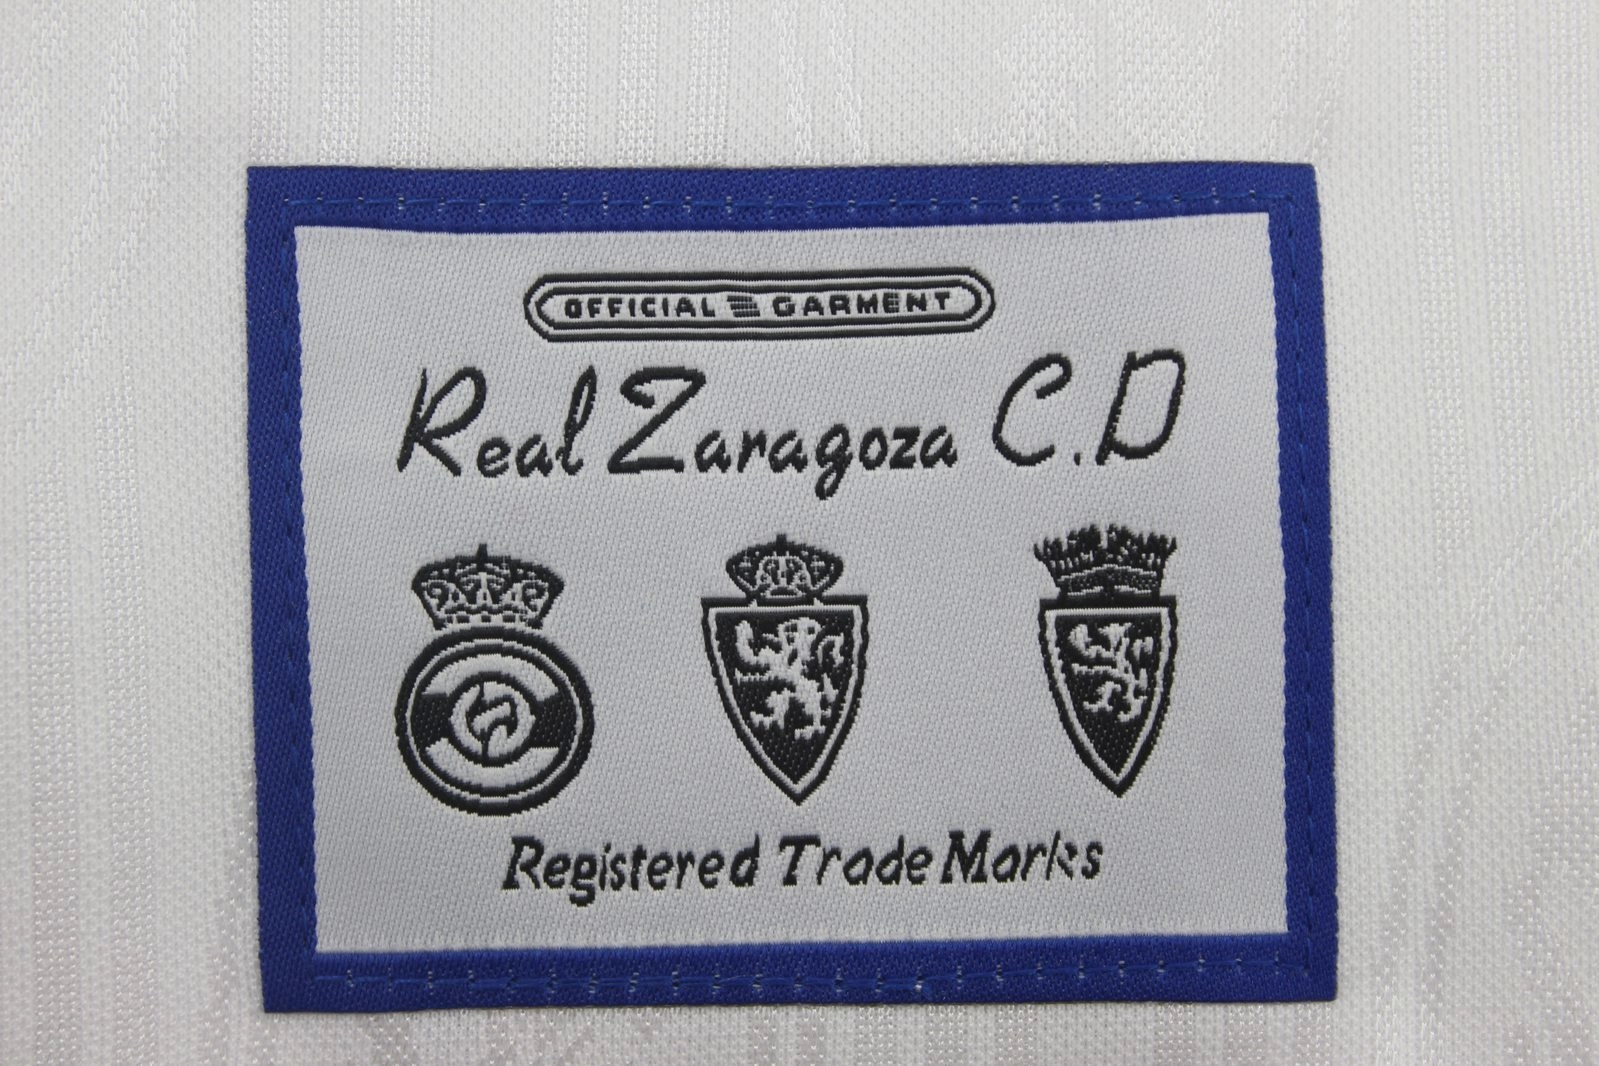 OFFICIAL GARMENT
Real Zaragoza C.D
Registered Trade Marks